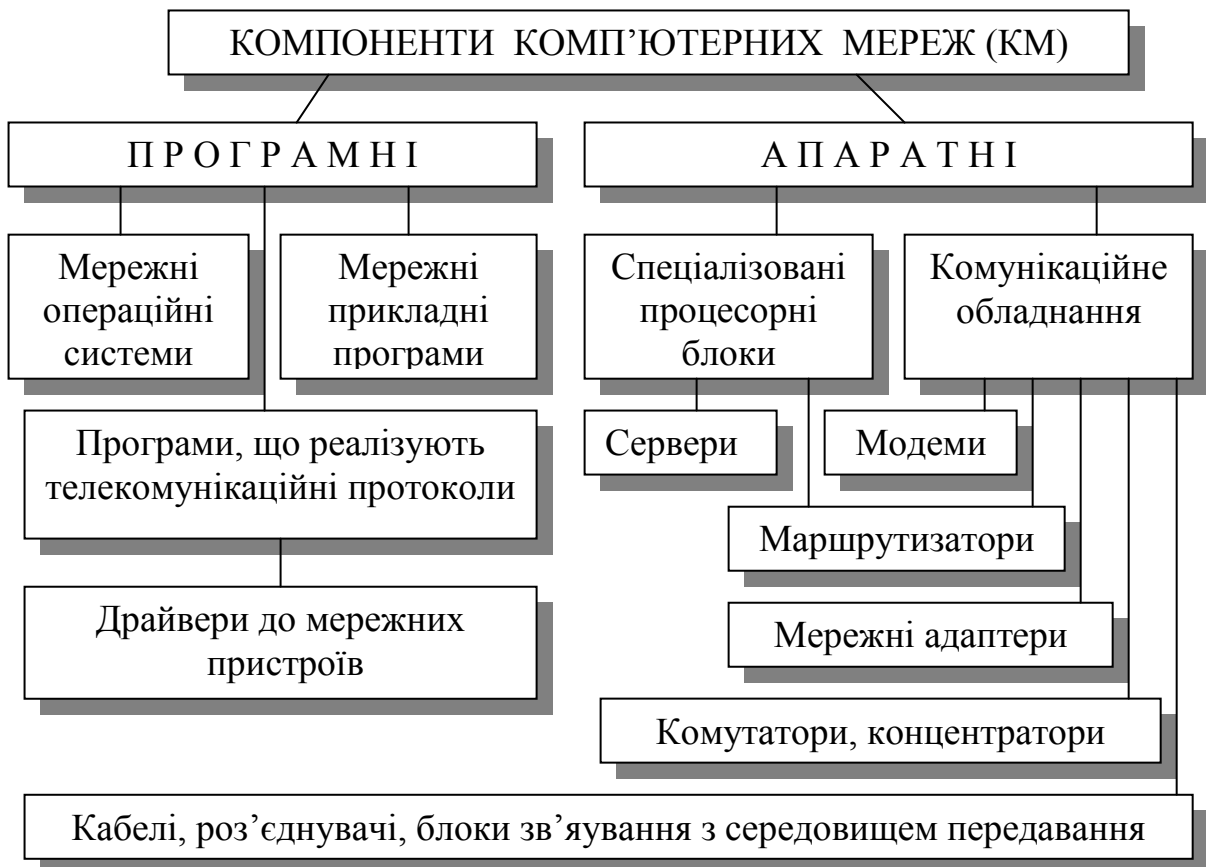 КОМПОНЕНТИ КОМП’ЮТЕРНИХ МЕРЕЖ (КМ)
П Р О Г Р А М Н І
А П А Р А Т Н І
Мережні
операційні
системи
Мережні
прикладні
програми
Спеціалізовані
процесорні
блоки
Комунікаційне
обладнання
Програми, що реалізують
телекомунікаційні протоколи
Сервери
Модеми
Маршрутизатори
Драйвери до мережних
пристроїв
Мережні адаптери
Комутатори, концентратори
Кабелі, роз’єднувачі, блоки зв’яування з середовищем передавання